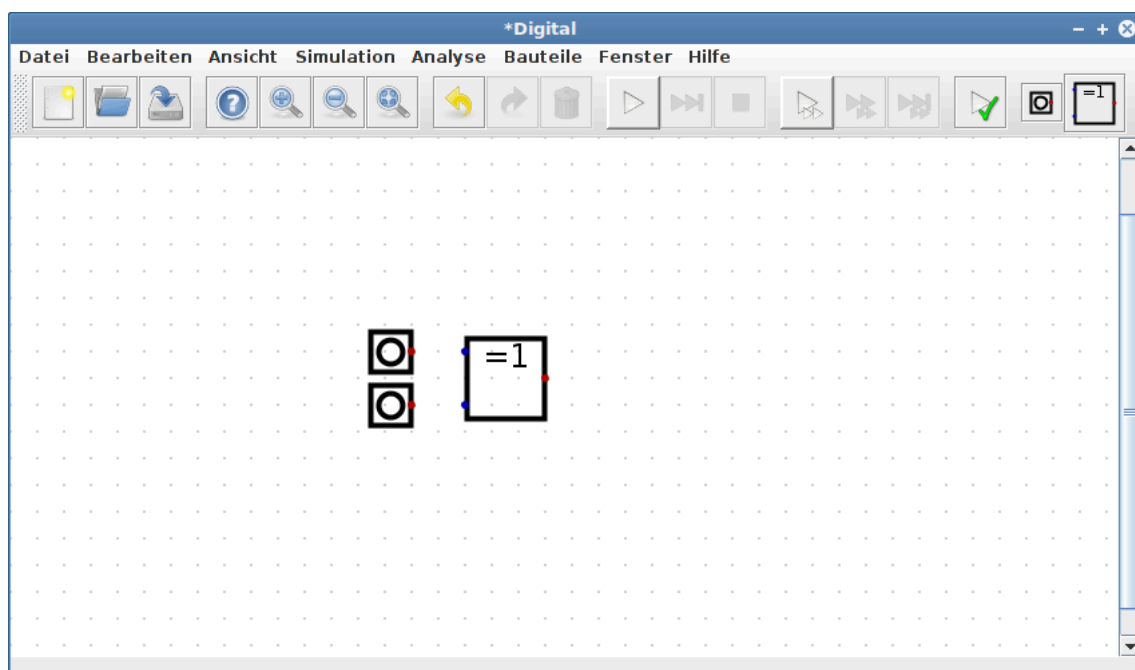 *Digital
Datei Bearbeiten Ansicht Simulation Analyse Bauteile Fenster Hilfe
=1
=1